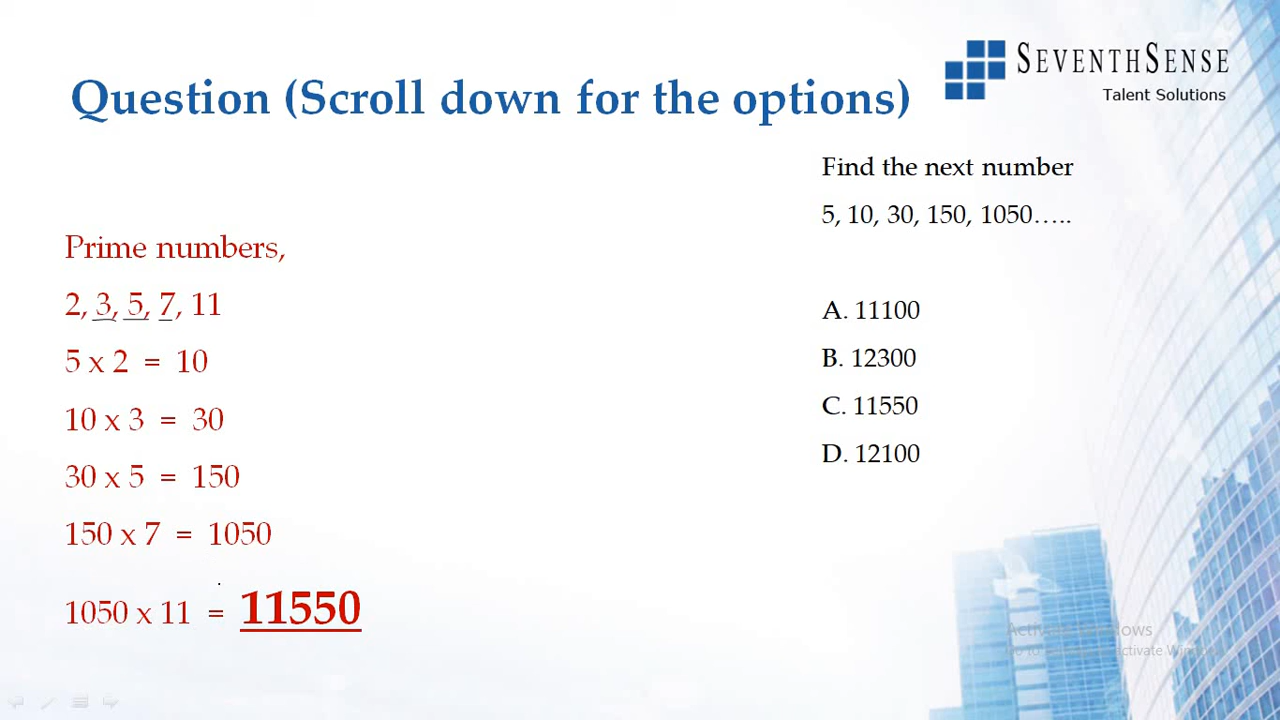 Question (Scroll down for the options)
SEVENTHSENSE
Talent Solutions
Find the next number
5, 10, 30, 150, 1050…..
A. 11100
B. 12300
C. 11550
D. 12100
Prime numbers,
2, 3, 5, 7, 11
5 x 2 = 10
10 x 3 = 30
30 x 5 = 150
150 x 7 = 1050
1050 x 11 = 11550